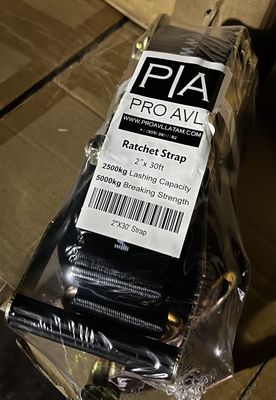 P|A
PRO AVL
WWW.PROAVLLATAM.COM
Ratchet Strap
2" x 30ft
2500kg Lashing Capacity
5000kg Breaking Strength
2"X30' Strap